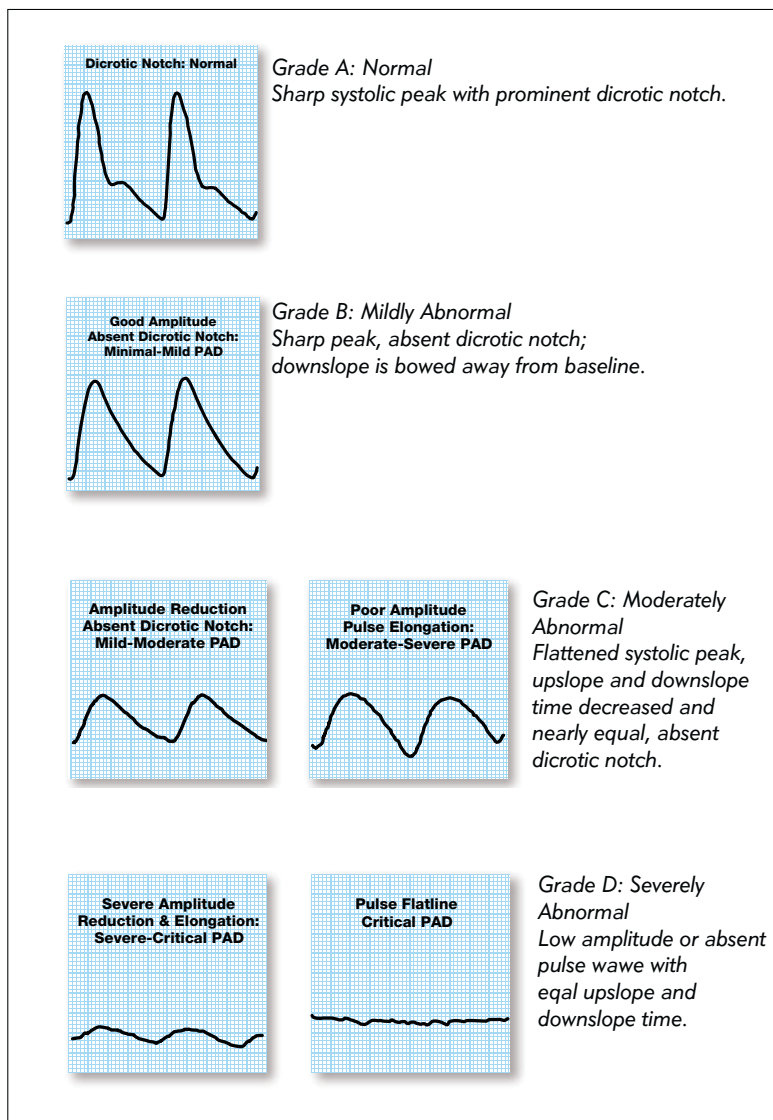 Dicrotic Notch: Normal
Grade A: Normal
Sharp systolic peak with prominent dicrotic notch.
Good Amplitude
Absent Dicrotic Notch:
Minimal-Mild PAD
Grade B: Mildly Abnormal
Sharp peak, absent dicrotic notch;
downslope is bowed away from baseline.
Amplitude Reduction
Absent Dicrotic Notch:
Mild-Moderate PAD
Poor Amplitude
Pulse Elongation:
Moderate-Severe PAD
Grade C: Moderately
Abnormal
Flattened systolic peak,
upslope and downslope
time decreased and
nearly equal, absent
dicrotic notch.
Severe Amplitude
Reduction & Elongation:
Severe-Critical PAD
Pulse Flatline
Critical PAD
Grade D: Severely
Abnormal
Low amplitude or absent
pulse wawe with
eqal upslope and
downslope time.